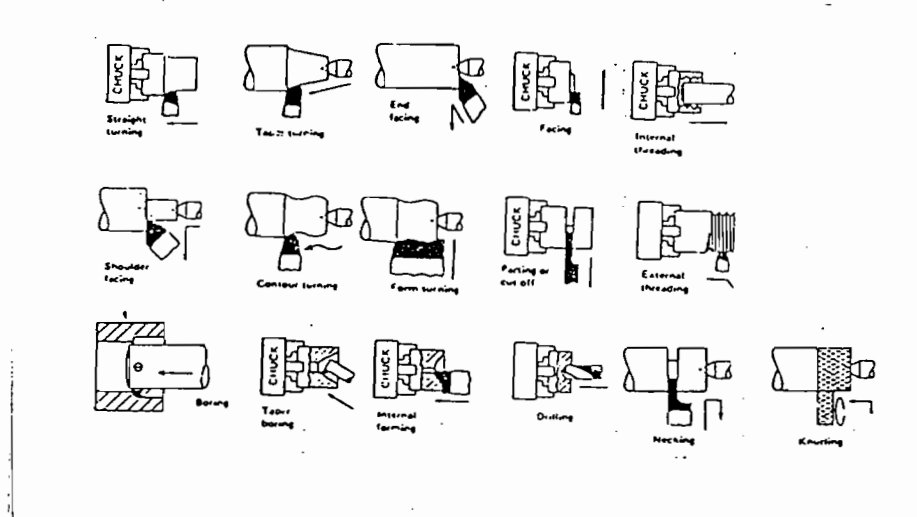 CHUCK
CHUCK
CHUCK
Straight
turning
Taper turning
End
facing
Facing
Internal
threading
CHUCK
Shoulder
facing
Contour turning
Form turning
Parting or
cut off
External
threading
CHUCK
CHUCK
Boring
Taper
boring
Internal
forming
Drilling
Necking
Knurling